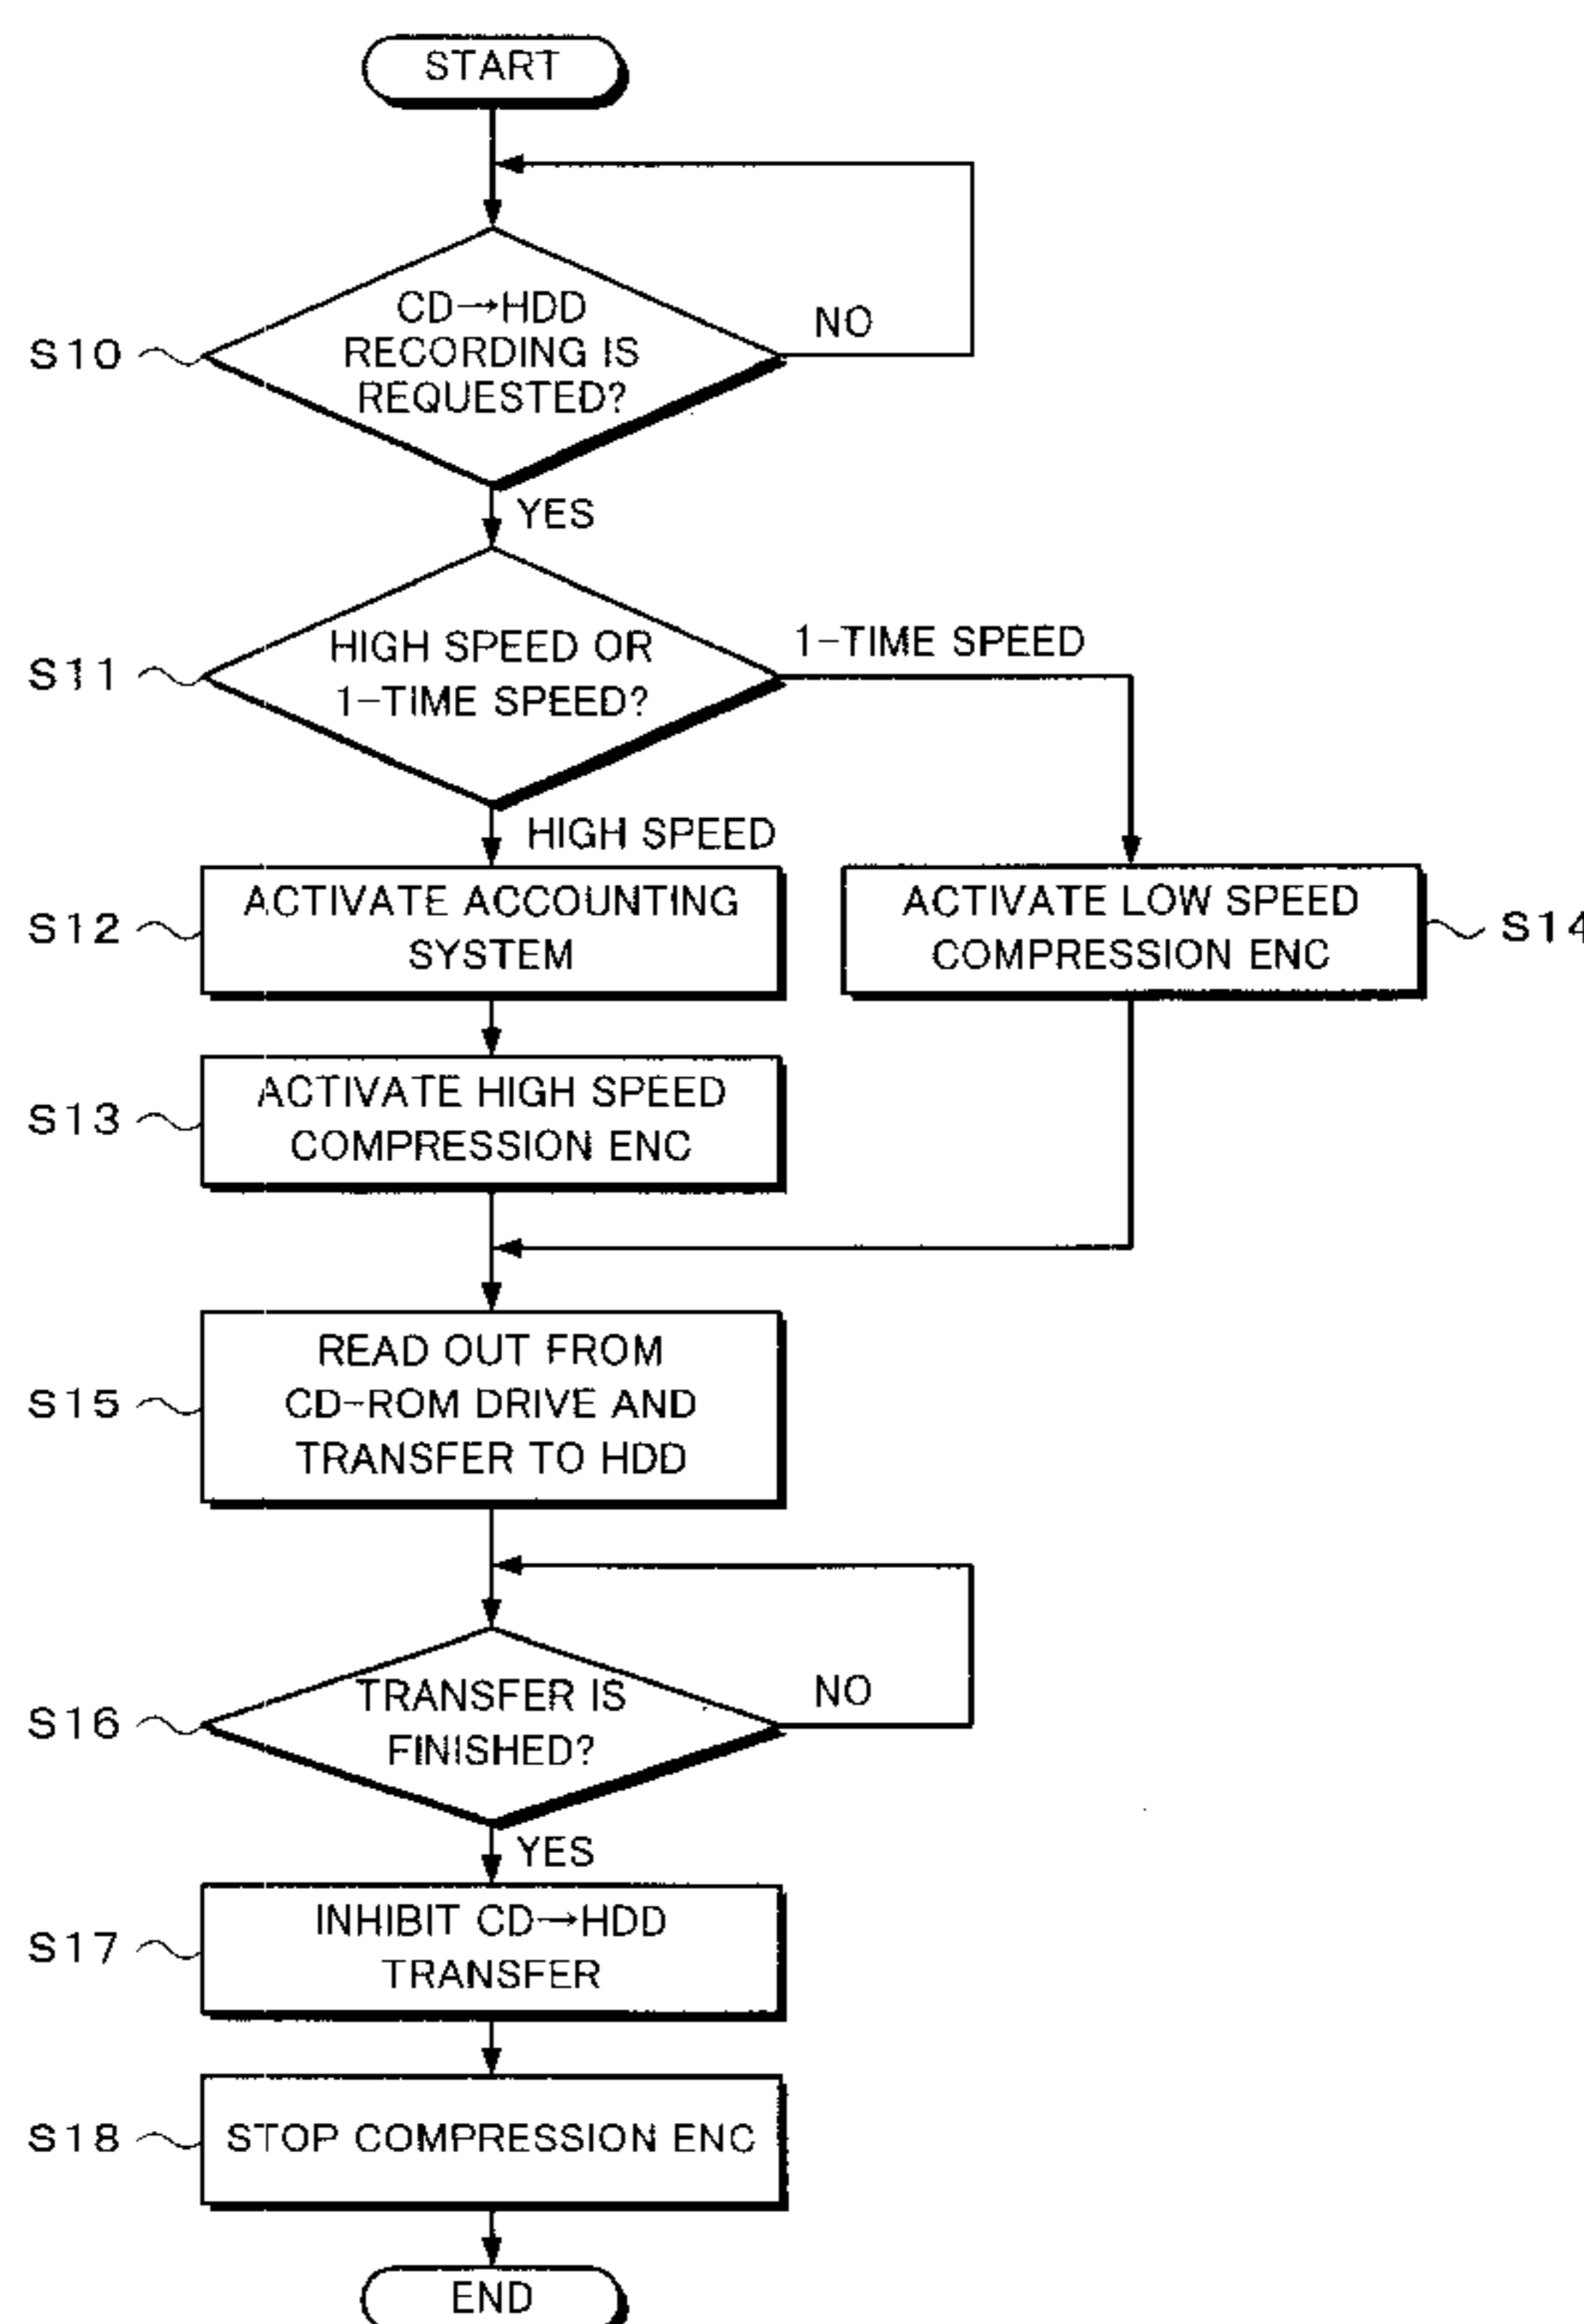 START
CD→HDD
RECORDING IS
REQUESTED?
NO
S10
YES
HIGH SPEED OR
1-TIME SPEED?
1-TIME SPEED
S11
HIGH SPEED
S12
ACTIVATE ACCOUNTING
SYSTEM
ACTIVATE LOW SPEED
COMPRESSION ENC
S14
S13
ACTIVATE HIGH SPEED
COMPRESSION ENC
S15
READ OUT FROM
CD-ROM DRIVE AND
TRANSFER TO HDD
S16
TRANSFER IS
FINISHED?
NO
YES
S17
INHIBIT CD→HDD
TRANSFER
S18
STOP COMPRESSION ENC
END